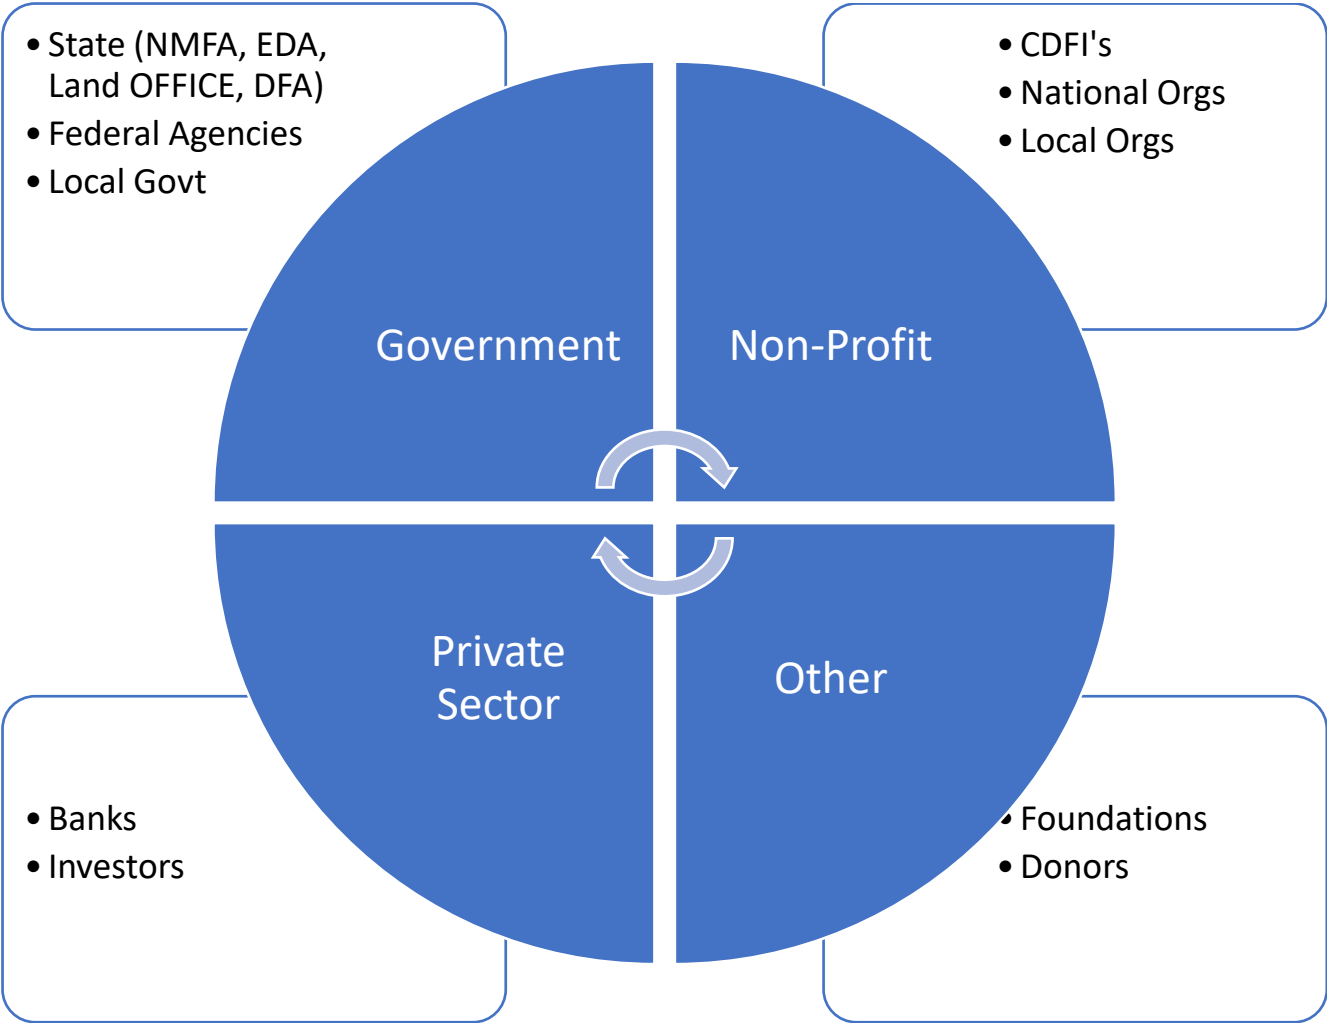 • State (NMFA, EDA,
Land OFFICE, DFA)
• Federal Agencies
• Local Govt
• CDFI's
• National Orgs
• Local Orgs
Government
Non-Profit
Private
Sector
Other
• Banks
• Investors
• Foundations
• Donors